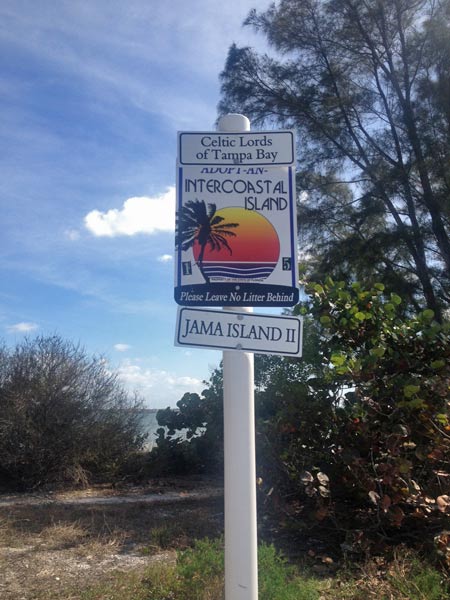 Celtic Lords
of Tampa Bay
ADOPT-AN-
INTERCOASTAL
ISLAND
1 5
Please Leave No Litter Behind
JAMA ISLAND II